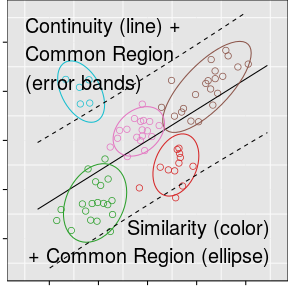 Continuity (line) +
Common Region
(error bands)
Similarity (color)
+ Common Region (ellipse)